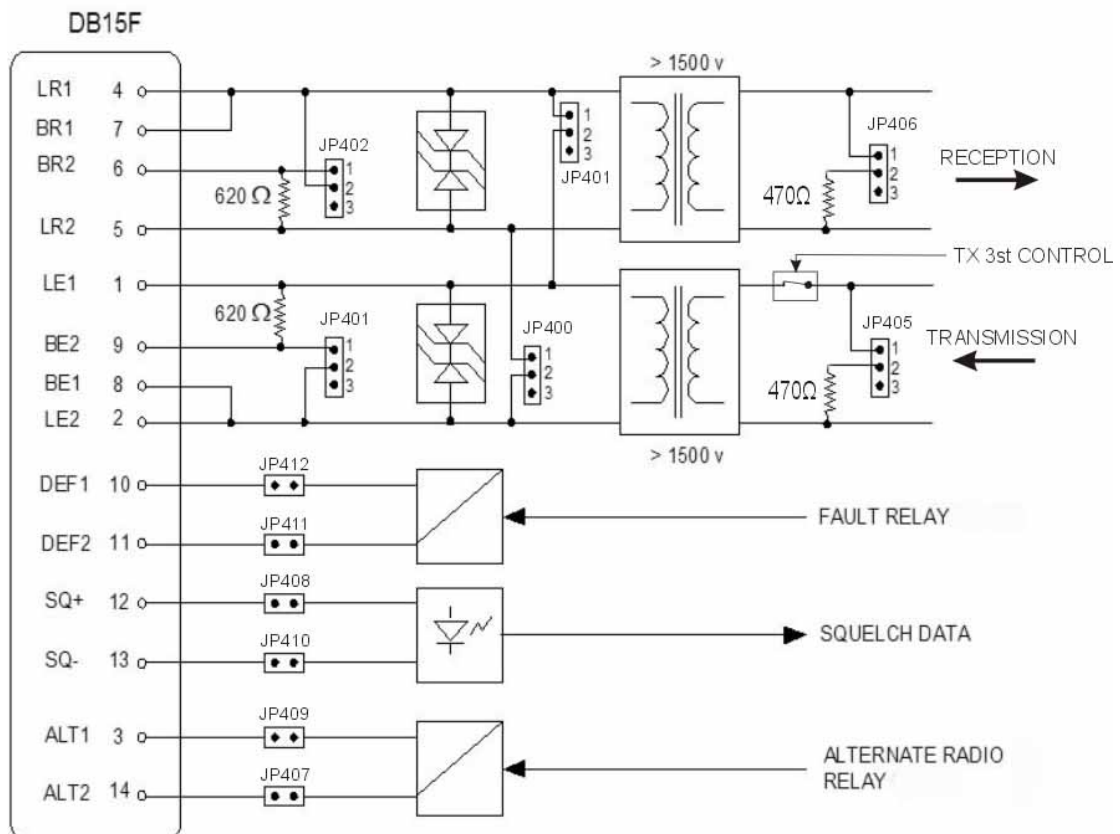 DB15F
> 1500 v
LR1 4
BR1 7
BR2 6
LR2 5
620 Ω
JP402
1
2
3
1
2
3
JP401
JP406
1
2
3
470Ω
RECEPTION
TX 3st CONTROL
LE1 1
BE2 9
BE1 8
LE2 2
620 Ω
JP401
1
2
3
JP400
1
2
3
JP405
1
2
3
470Ω
TRANSMISSION
> 1500 v
DEF1 10
JP412
DEF2 11
JP411
FAULT RELAY
SQ+ 12
JP408
SQ- 13
JP410
SQUELCH DATA
ALT1 3
JP409
ALT2 14
JP407
ALTERNATE RADIO
RELAY